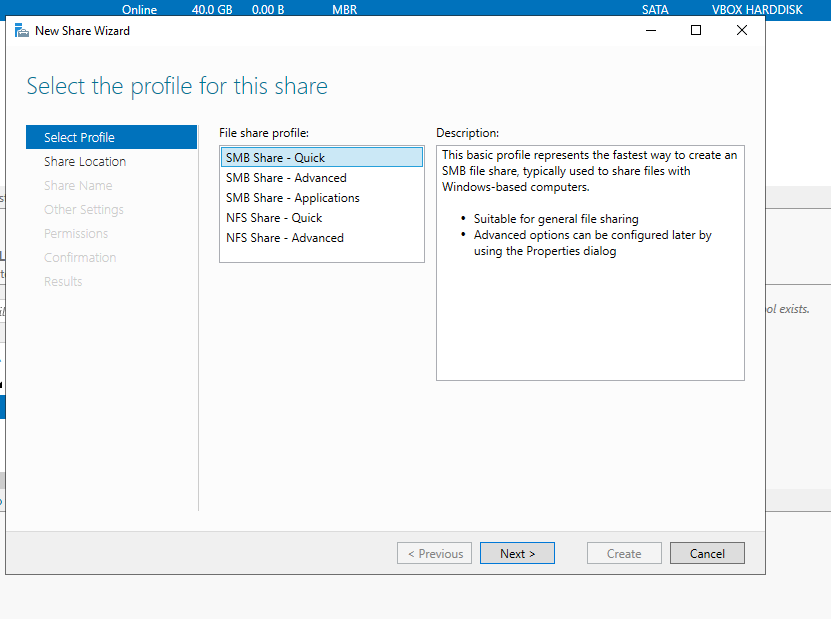 Online 40.0 GB 0.00 B MBR SATA VBOX HARDDISK
New Share Wizard
Select the profile for this share
Select Profile
Share Location
Share Name
Other Settings
Permissions
Confirmation
Results
File share profile:
SMB Share - Quick
SMB Share - Advanced
SMB Share - Applications
NFS Share - Quick
NFS Share - Advanced
Description:
This basic profile represents the fastest way to create an
SMB file share, typically used to share files with
Windows-based computers.
• Suitable for general file sharing
• Advanced options can be configured later by
using the Properties dialog
exists.
< Previous
Next >
Create
Cancel